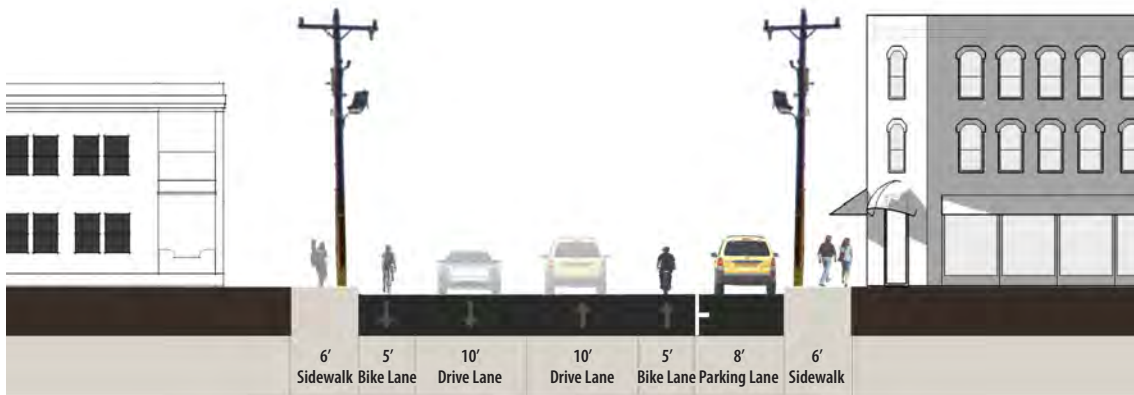 6’ 5’ 10’ 10’ 5’ 8’ 6’
Sidewalk Bike Lane Drive Lane Drive Lane Bike Lane Parking Lane Sidewalk